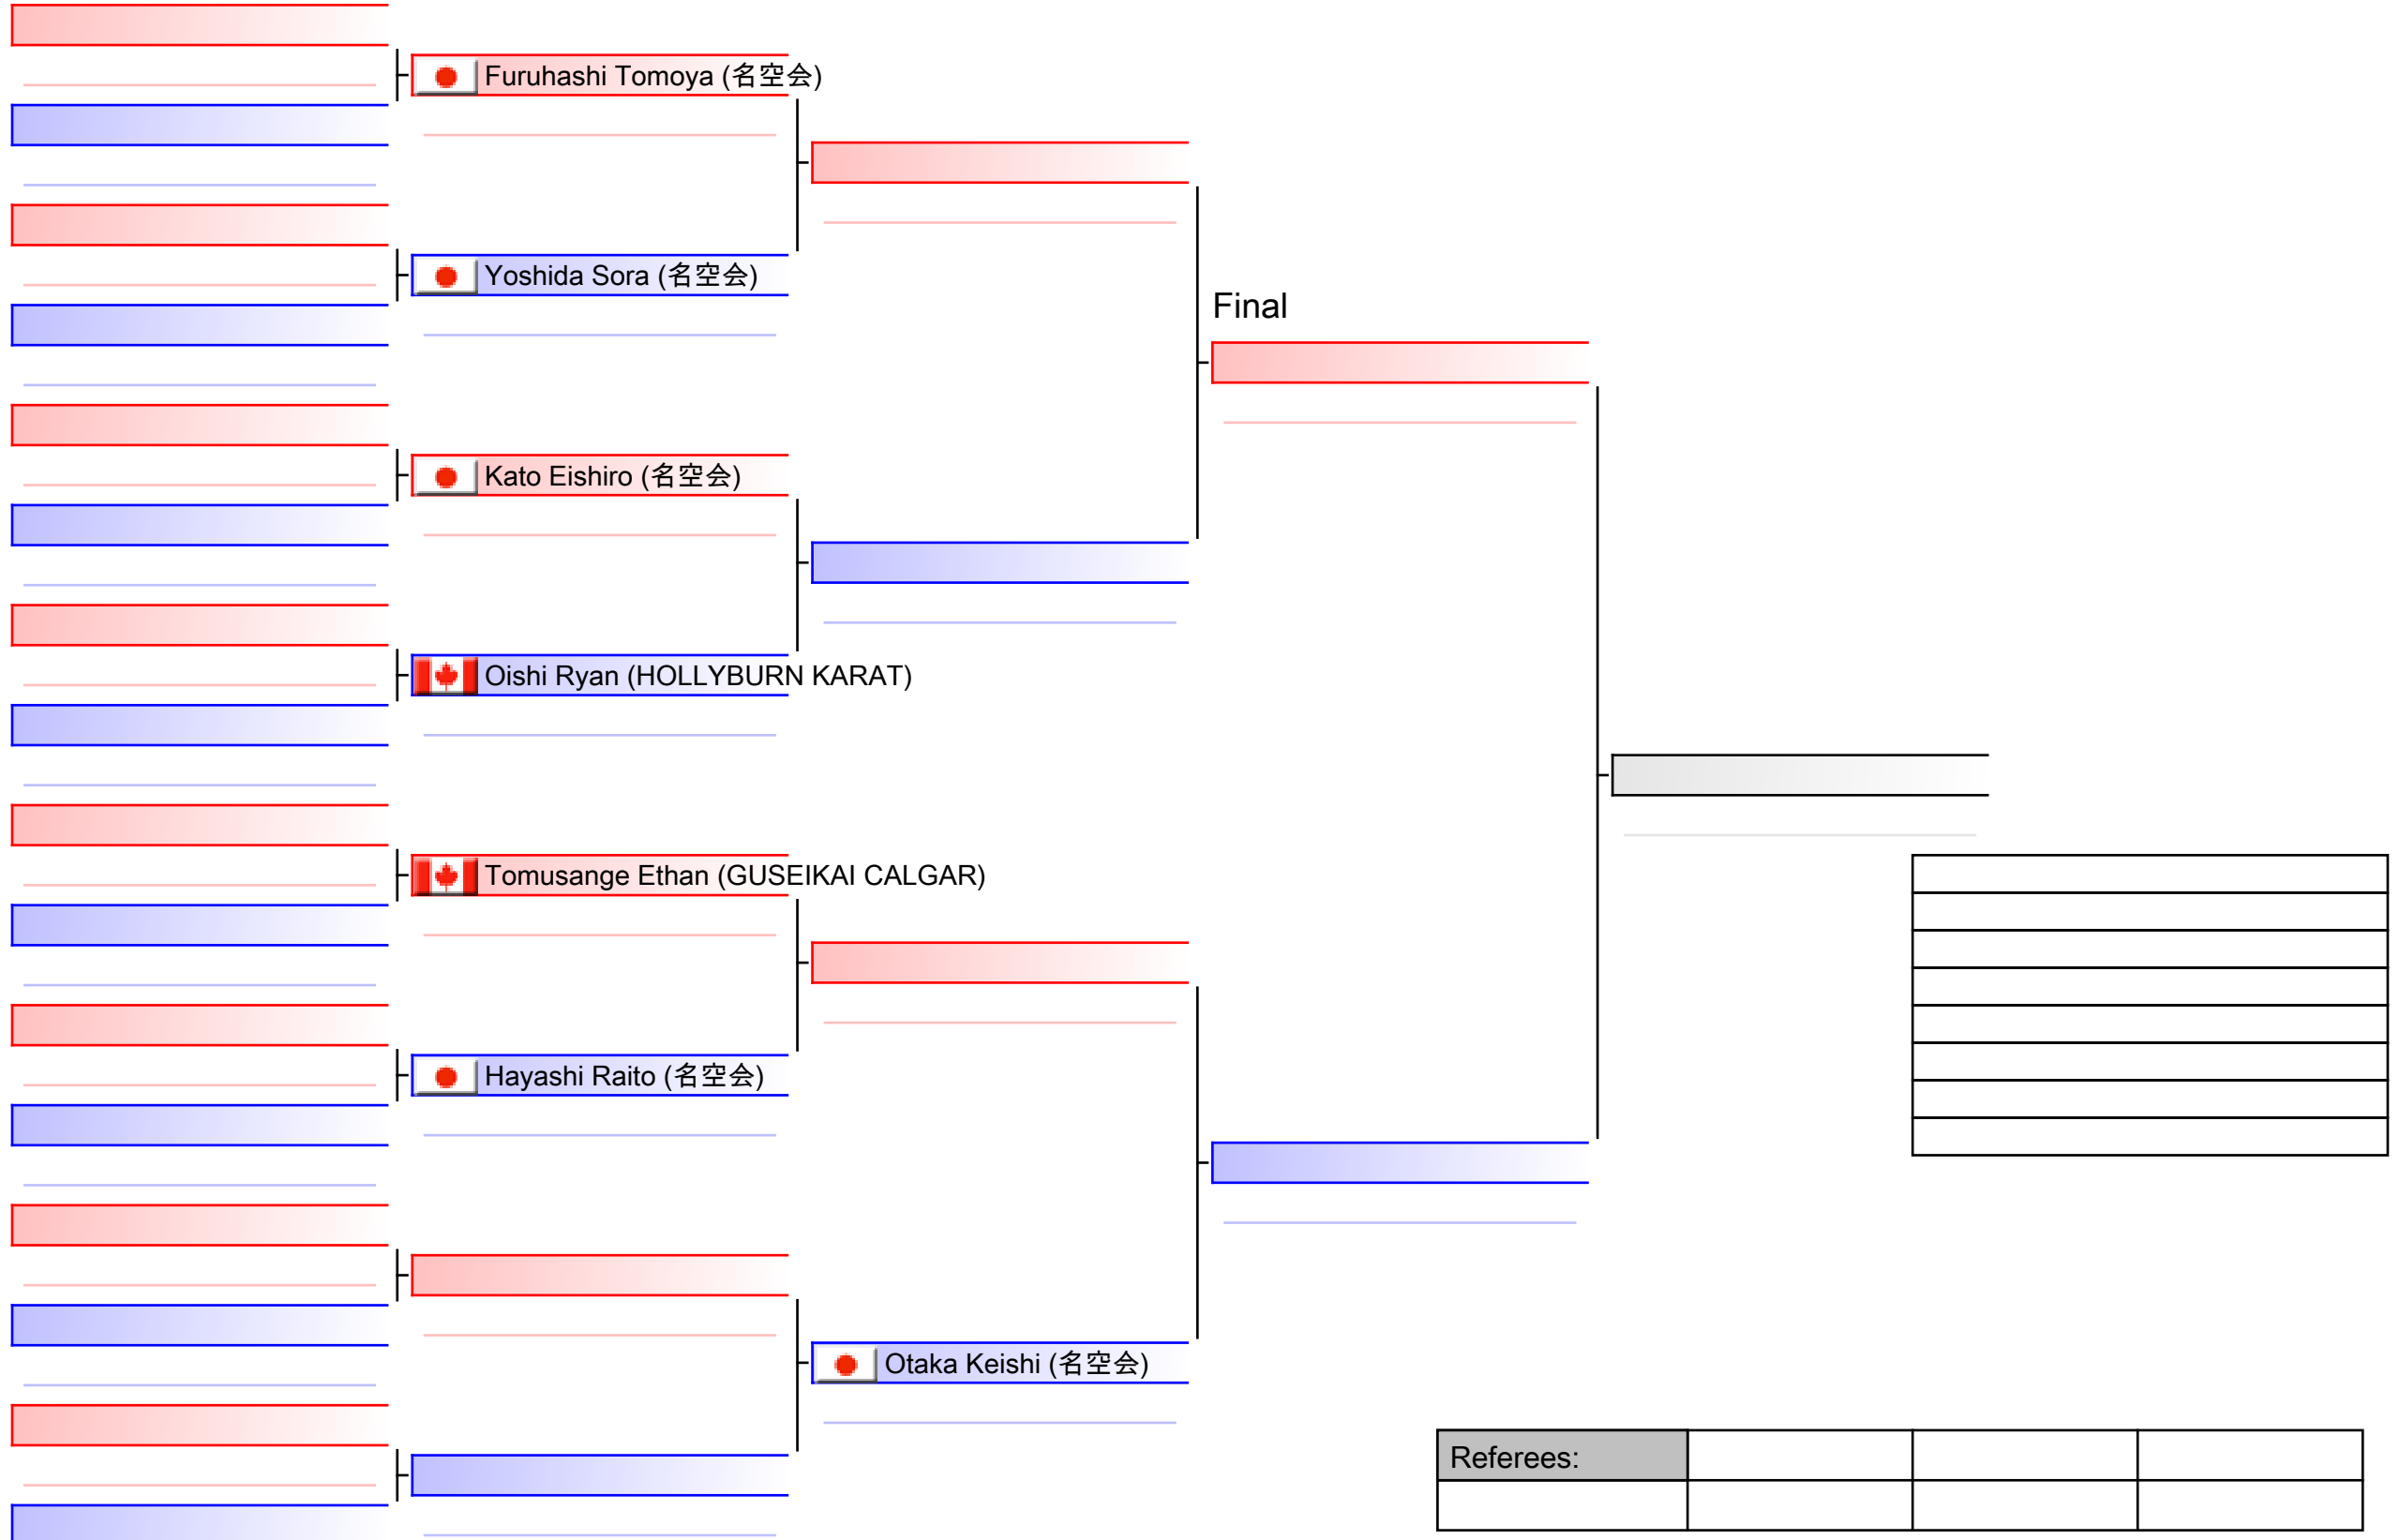 Furuhashi Tomoya (名空会)
Yoshida Sora (名空会)
Final
Kato Eishiro (名空会)
Oishi Ryan (HOLLYBURN KARAT)
Tomusange Ethan (GUSEIKAI CALGAR)
Hayashi Raito (名空会)
Otaka Keishi (名空会)
Referees: